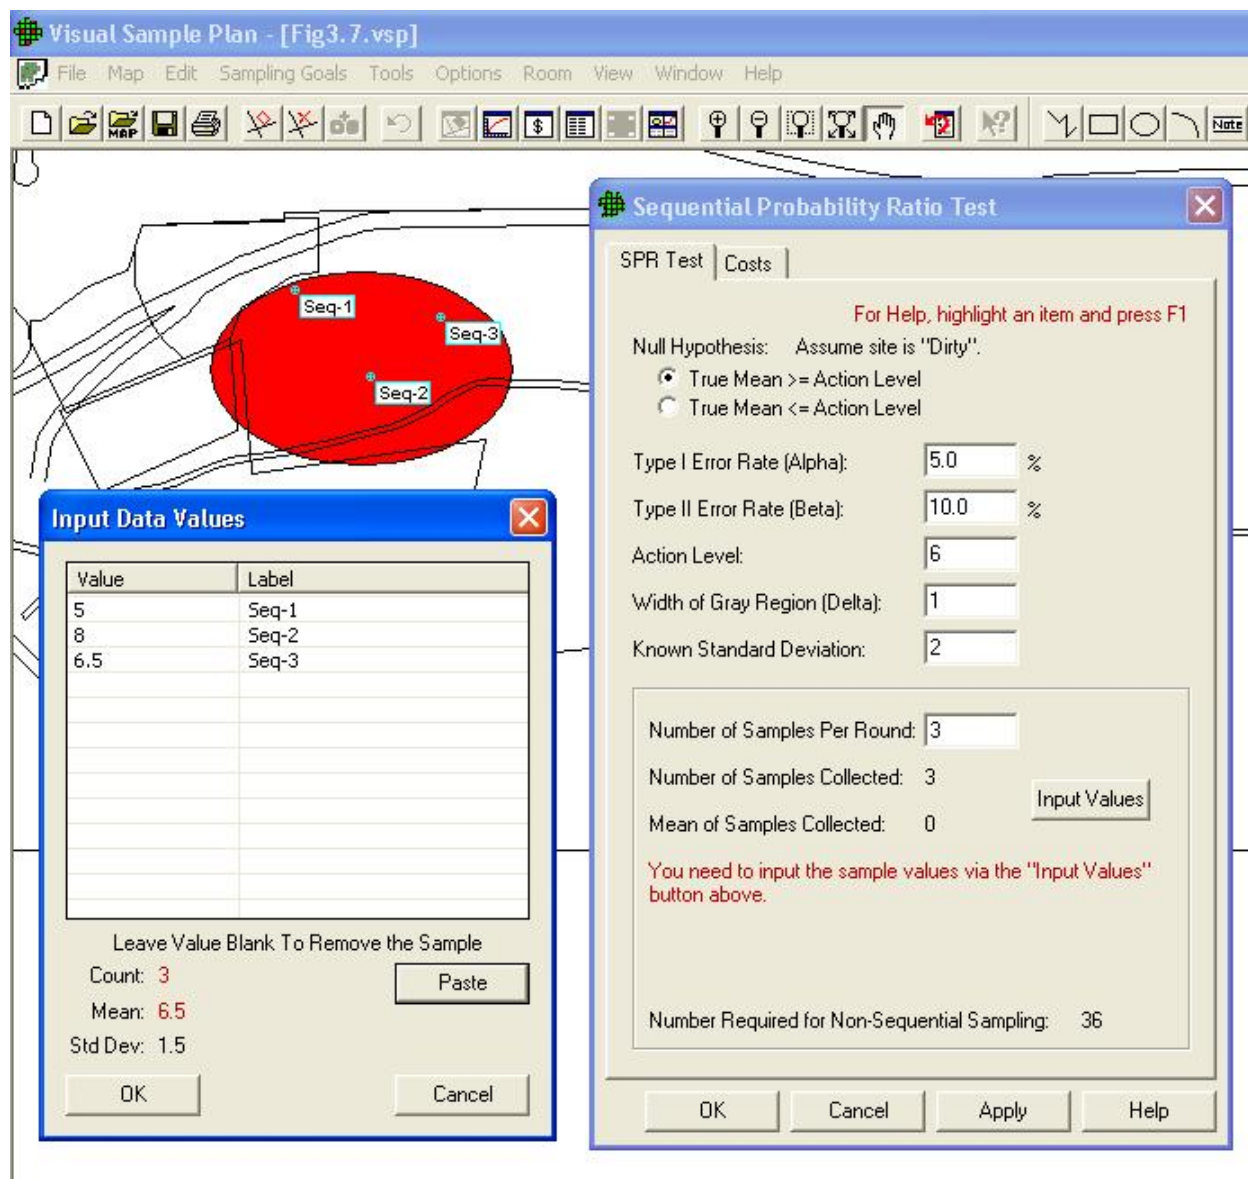 Visual Sample Plan - [Fig3.7.vsp]
File Map Edit Sampling Goals Tools Options Room View Window Help
MAP $ Note
Seq-1
Seq-3
Seq-2
Sequential Probability Ratio Test
SPR Test Costs
For Help, highlight an item and press F1
Null Hypothesis: Assume site is "Dirty".
True Mean >= Action Level
True Mean <= Action Level
Type I Error Rate (Alpha): 5.0 %
Type II Error Rate (Beta): 10.0 %
Action Level: 6
Width of Gray Region (Delta): 1
Known Standard Deviation: 2
Number of Samples Per Round: 3
Number of Samples Collected: 3
Input Values
Mean of Samples Collected: 0
You need to input the sample values via the "Input Values"
button above.
Number Required for Non-Sequential Sampling: 36
OK Cancel Apply Help
Input Data Values
Value Label
5 Seq-1
8 Seq-2
6.5 Seq-3
Leave Value Blank To Remove the Sample
Count: 3
Paste
Mean: 6.5
Std Dev: 1.5
OK Cancel